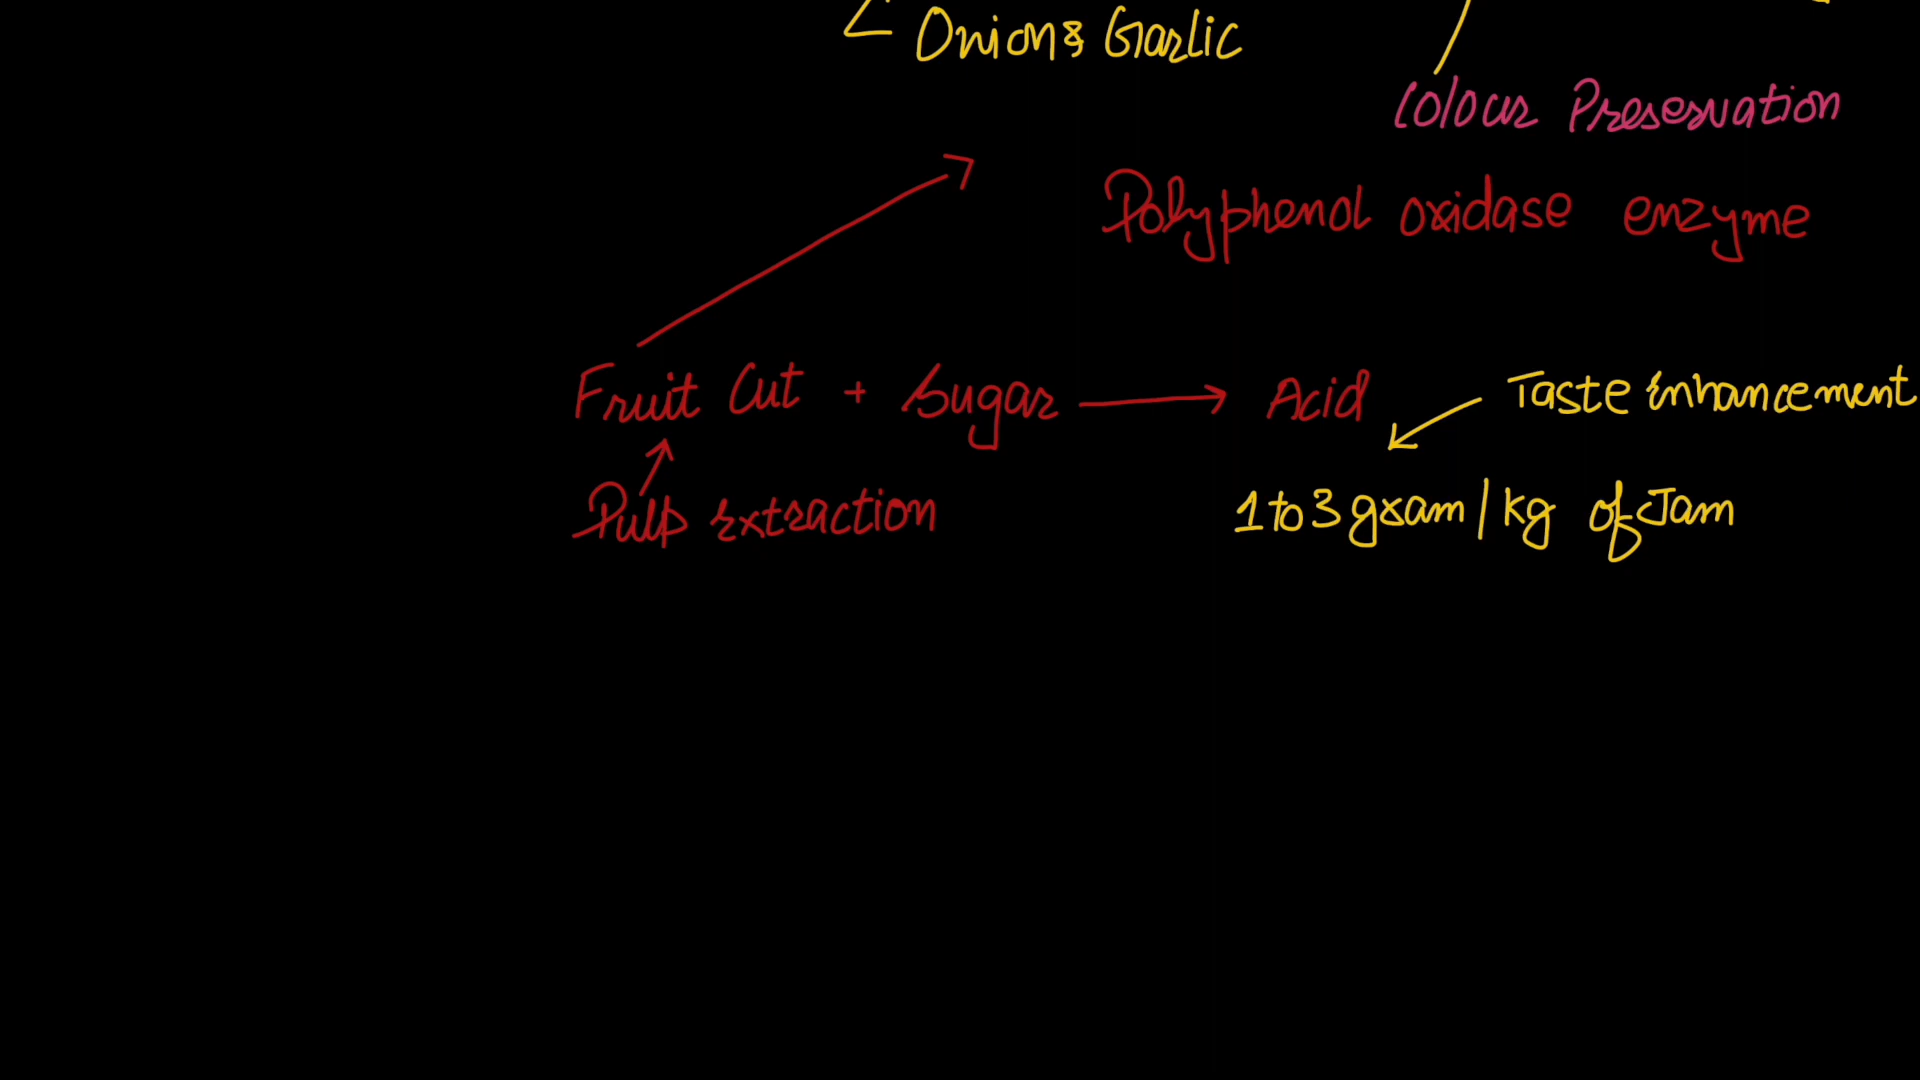 Onion & Garlic
Colour Preservation
Polyphenol oxidase enzyme
Fruit Cut + Sugar → Acid
Taste Enhancement
Pulp Extraction
1 to 3 gram / kg of Jam